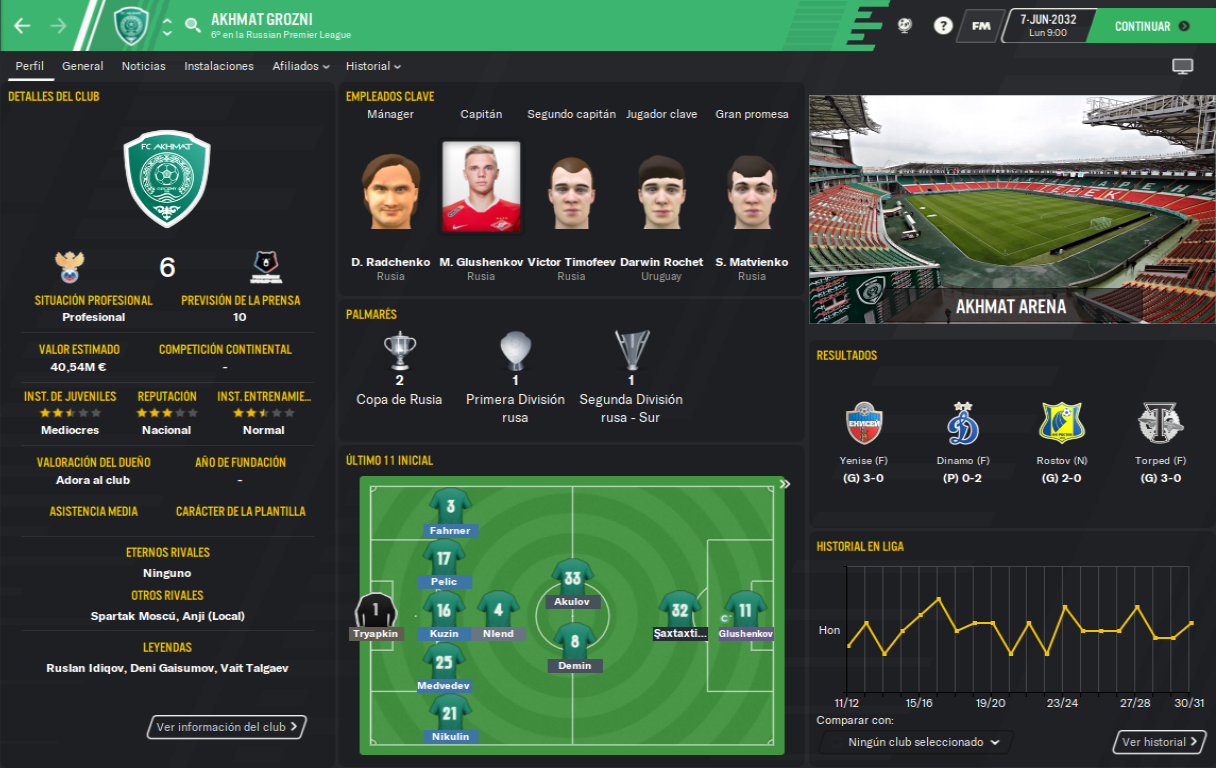 AKHMAT GROZNI
6º en la Russian Premier League
?
FM
7-JUN-2032
Lun 9:00
CONTINUAR
Perfil
General
Noticias
Instalaciones
Afiliados
Historial
DETALLES DEL CLUB
FC AKHMAT
6
SITUACIÓN PROFESIONAL
Profesional
PREVISIÓN DE LA PRENSA
10
VALOR ESTIMADO
40,54M €
COMPETICIÓN CONTINENTAL
-
INST. DE JUVENILES
Mediocres
REPUTACIÓN
Nacional
INST. ENTRENAMIE...
Normal
VALORACIÓN DEL DUEÑO
Adora al club
AÑO DE FUNDACIÓN
-
ASISTENCIA MEDIA
CARÁCTER DE LA PLANTILLA
ETERNOS RIVALES
Ninguno
OTROS RIVALES
Spartak Moscú, Anji (Local)
LEYENDAS
Ruslan Idiqov, Deni Gaisumov, Vait Talgaev
Ver información del club
EMPLEADOS CLAVE
Mánager
Capitán
Segundo capitán
Jugador clave
Gran promesa
D. Radchenko
Rusia
M. Glushenkov
Rusia
Victor Timofeev
Rusia
Darwin Rochet
Uruguay
S. Matvienko
Rusia
PALMARÉS
2
Copa de Rusia
1
Primera División
rusa
1
Segunda División
rusa - Sur
ÚLTIMO 11 INICIAL
3
Fahrner
17
Pelic
1
Tryapkin
16
Kuzin
4
Nlend
25
Medvedev
21
Nikulin
33
Akulov
8
Demin
32
Şaxtaxti...
C
11
Glushenkov
ТЕРЕК
AKHMAT ARENA
RESULTADOS
ЕНИСЕЙ
Yenise (F)
(G) 3-0
Dinamo (F)
(P) 0-2
Rostov (N)
(G) 2-0
Torped (F)
(G) 3-0
HISTORIAL EN LIGA
Hon
11/12
15/16
19/20
23/24
27/28
30/31
Comparar con:
Ningún club seleccionado
Ver historial